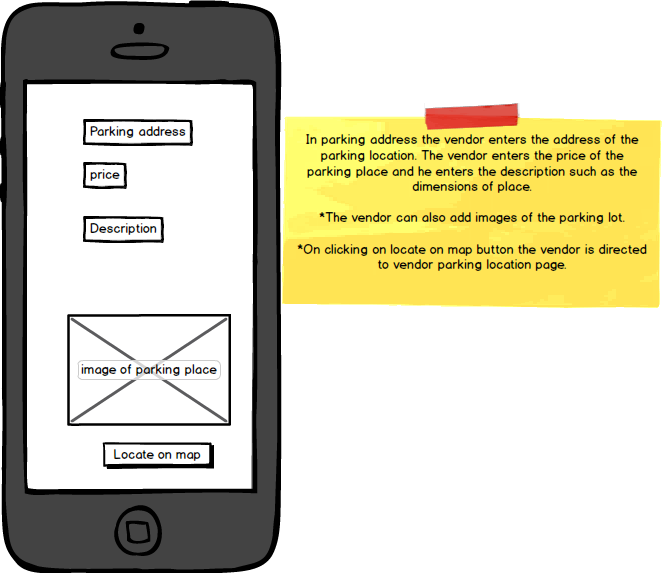 Parking address
price
Description
image of parking place
Locate on map
In parking address the vendor enters the address of the
parking location. The vendor enters the price of the
parking place and he enters the description such as the
dimensions of place.
*The vendor can also add images of the parking lot.
*On clicking on locate on map button the vendor is directed
to vendor parking location page.